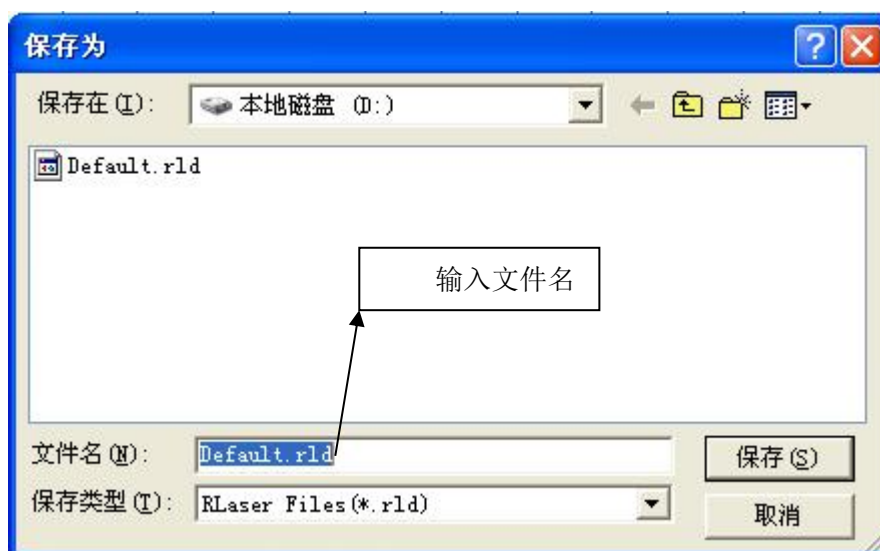 保存为
保存在(I): 本地磁盘 (D:)
Default.rld
输入文件名
文件名(N): Default.rld 保存(S)
保存类型(T): RLaser Files(*.rld) 取消